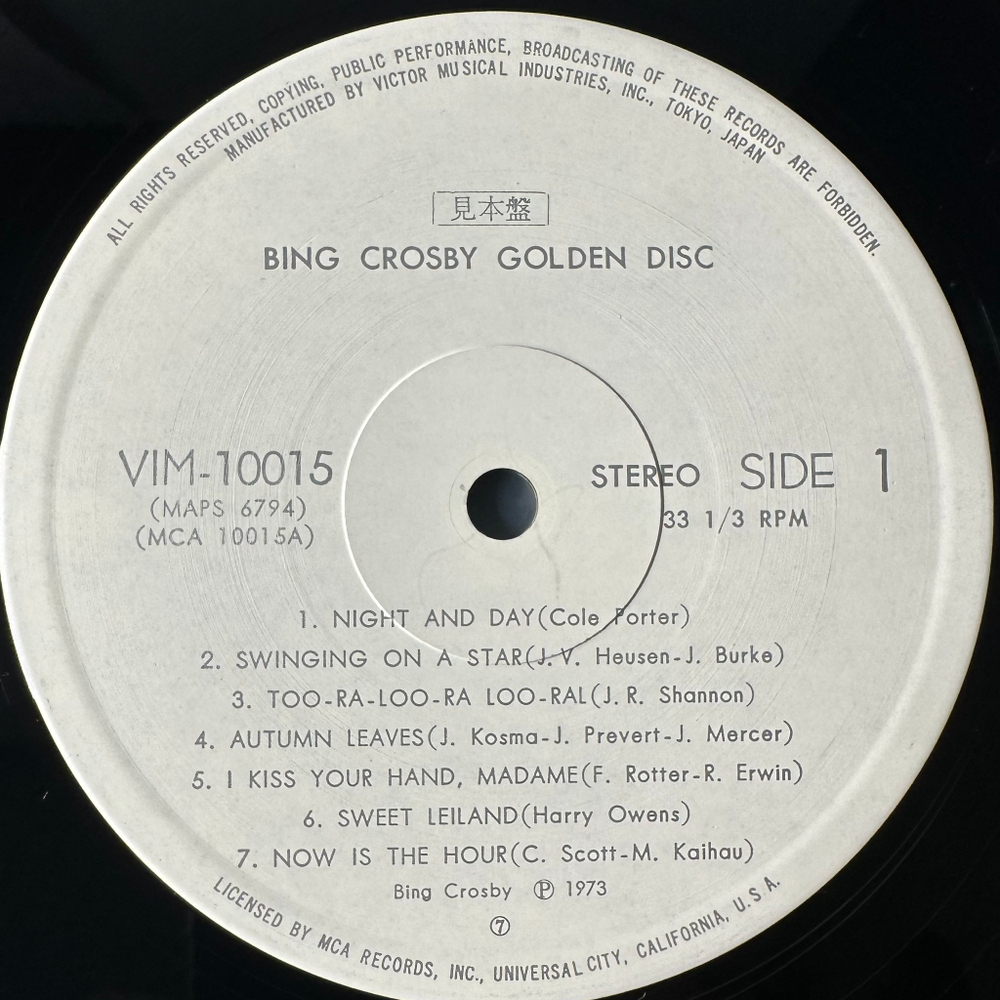 ALL RIGHTS RESERVED, COPYING, PUBLIC PERFORMANCE, BROADCASTING OF THESE RECORDS ARE FORBIDDEN.
MANUFACTURED BY VICTOR MUSICAL INDUSTRIES, INC., TOKYO, JAPAN
見本盤
BING CROSBY GOLDEN DISC
VIM-10015
(MAPS 6794)
(MCA 10015A)
STEREO SIDE 1
33 1/3 RPM
1. NIGHT AND DAY(Cole Porter)
2. SWINGING ON A STAR(J.V. Heusen-J. Burke)
3. TOO-RA-LOO-RA LOO-RAL(J.R. Shannon)
4. AUTUMN LEAVES(J. Kosma-J. Prevert-J. Mercer)
5. I KISS YOUR HAND, MADAME(F. Rotter-R. Erwin)
6. SWEET LEILAND(Harry Owens)
7. NOW IS THE HOUR(C. Scott-M. Kaihau)
Bing Crosby ℗ 1973
⑦
LICENSED BY MCA RECORDS, INC., UNIVERSAL CITY, CALIFORNIA, U.S.A.